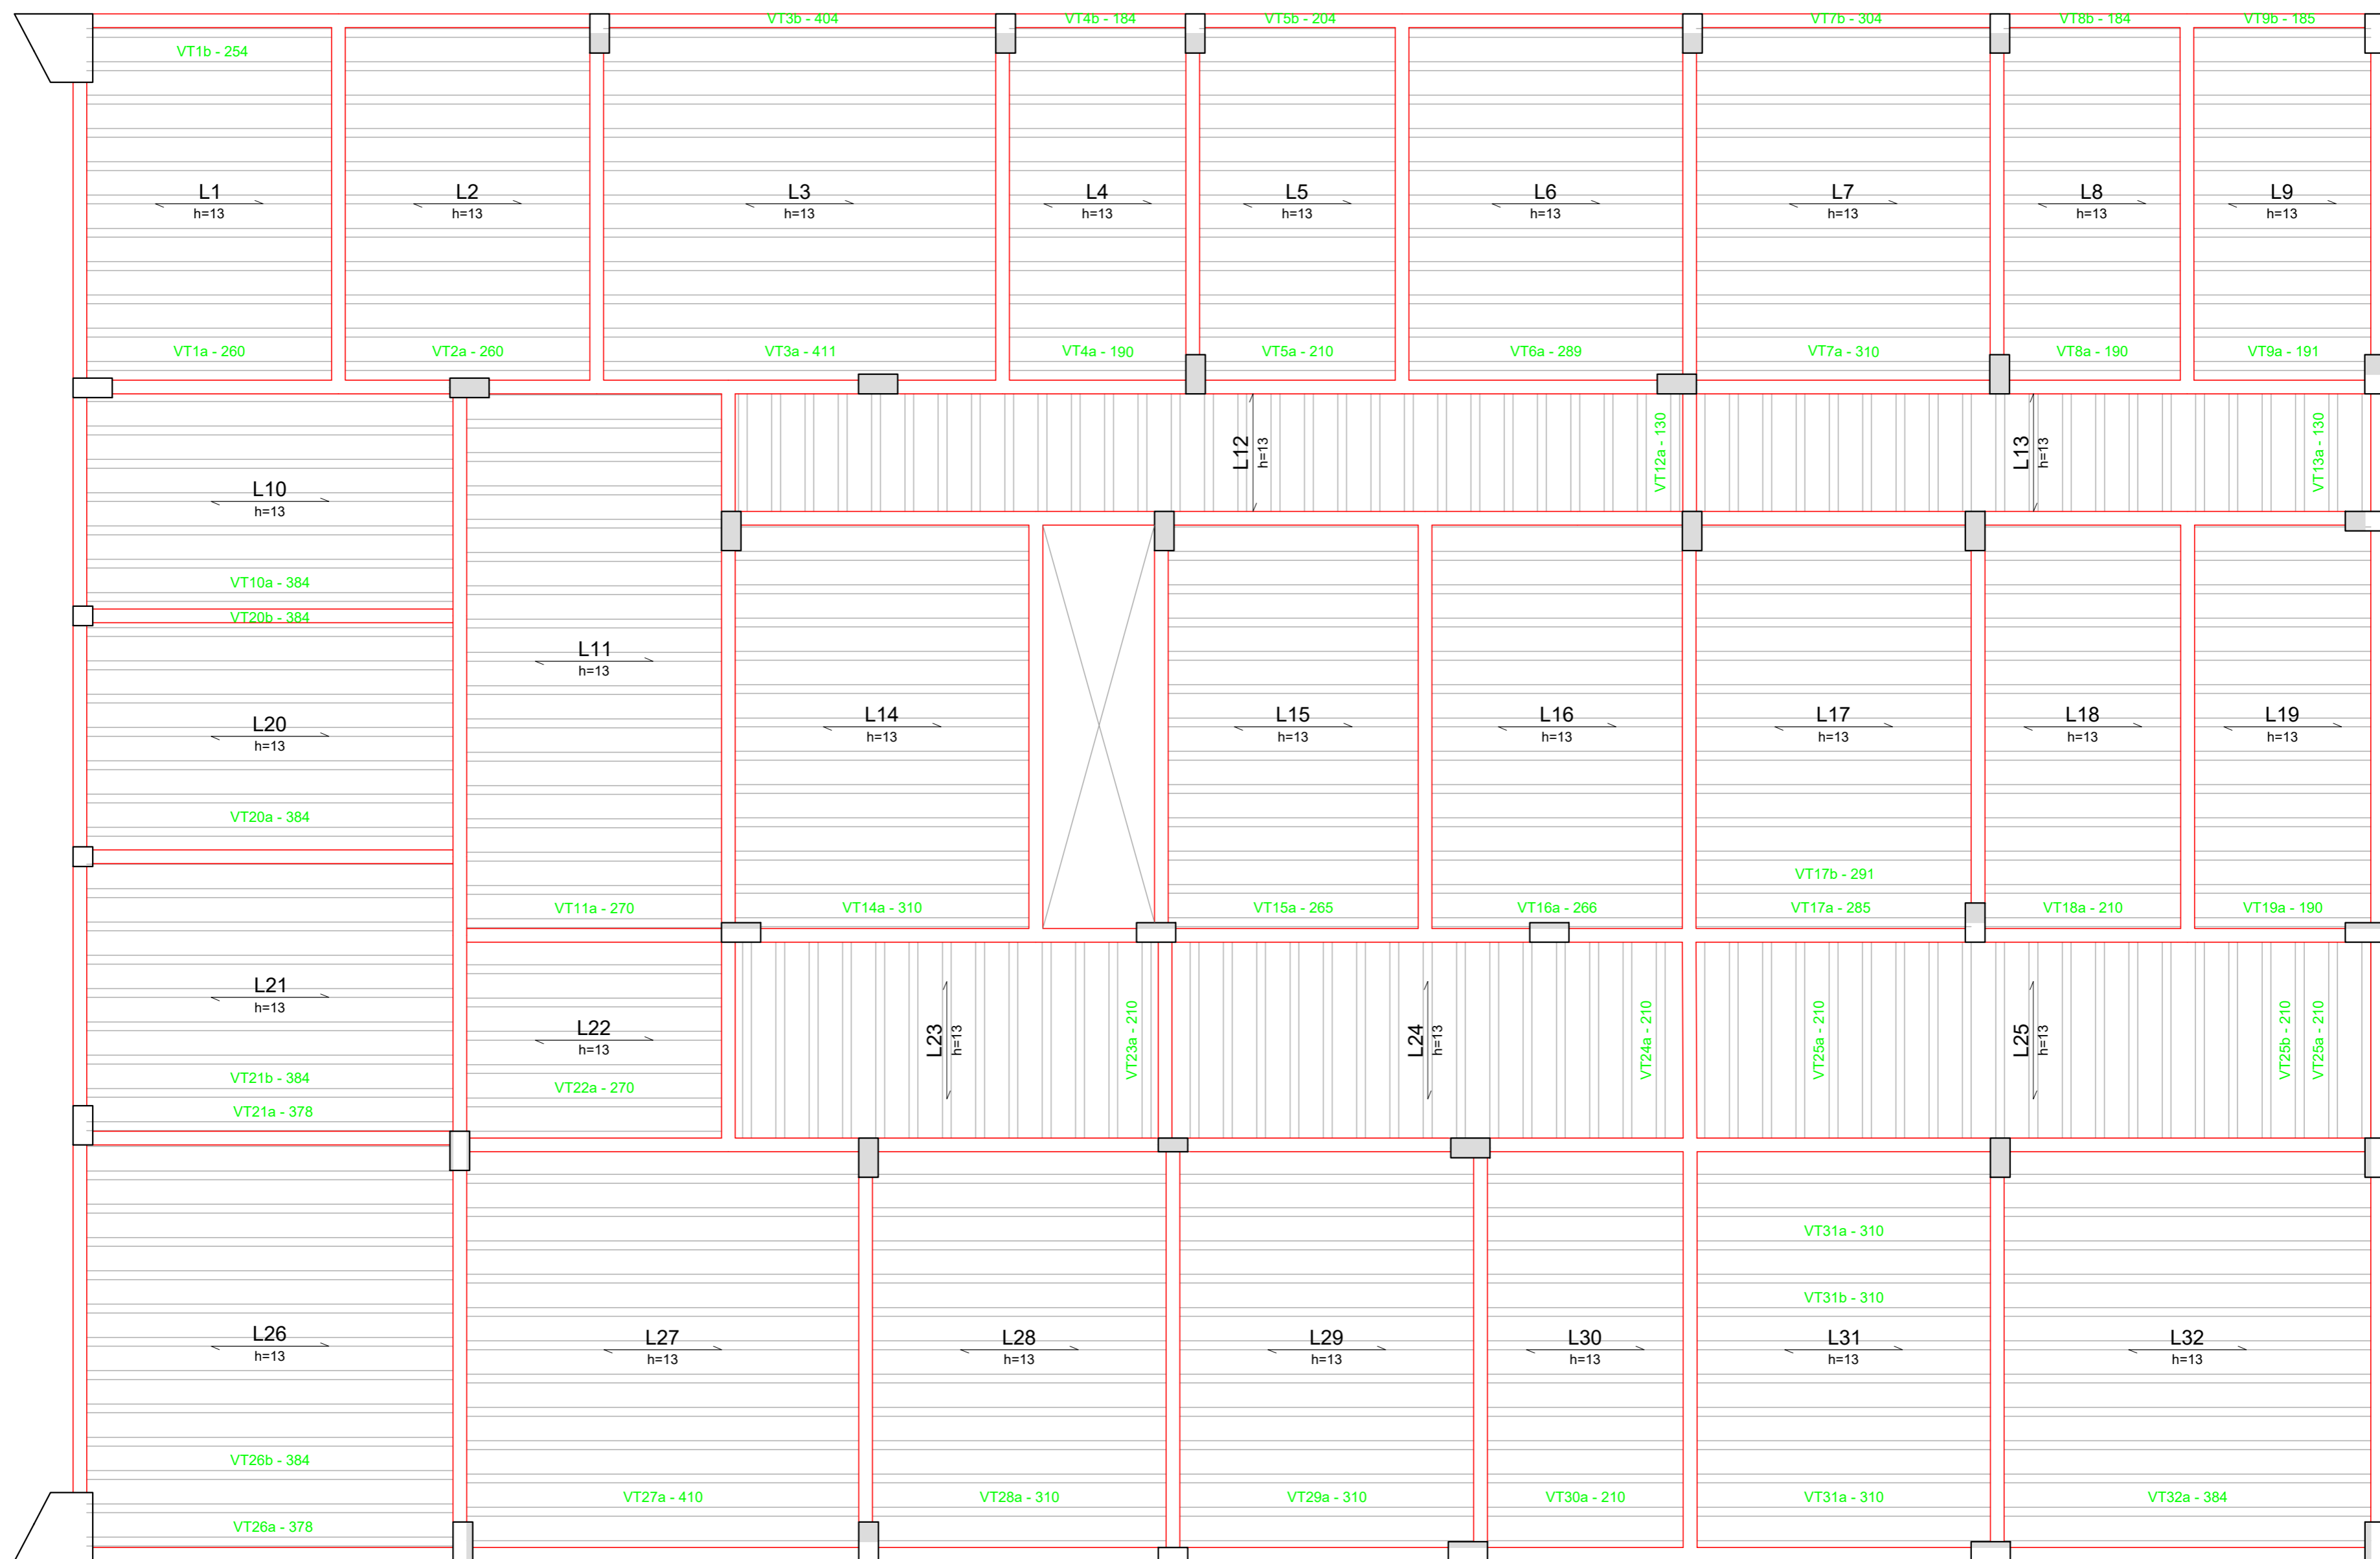 VT3b - 404
VT4b - 184
VT5b - 204
VT7b - 304
VT8b - 184
VT9b - 185
VT1b - 254
L1
h=13
L2
h=13
L3
h=13
L4
h=13
L5
h=13
L6
h=13
L7
h=13
L8
h=13
L9
h=13
VT1a - 260
VT2a - 260
VT3a - 411
VT4a - 190
VT5a - 210
VT6a - 289
VT7a - 310
VT8a - 190
VT9a - 191
L12
h=13
VT12a - 130
L13
h=13
VT13a - 130
L10
h=13
VT10a - 384
VT20b - 384
L11
h=13
L20
h=13
L14
h=13
L15
h=13
L16
h=13
L17
h=13
L18
h=13
L19
h=13
VT20a - 384
VT17b - 291
VT11a - 270
VT14a - 310
VT15a - 265
VT16a - 266
VT17a - 285
VT18a - 210
VT19a - 190
L21
h=13
L22
h=13
L23
h=13
VT23a - 210
L24
h=13
VT24a - 210
VT25a - 210
L25
h=13
VT25b - 210
VT25a - 210
VT21b - 384
VT22a - 270
VT21a - 378
VT31a - 310
VT31b - 310
L26
h=13
L27
h=13
L28
h=13
L29
h=13
L30
h=13
L31
h=13
L32
h=13
VT26b - 384
VT27a - 410
VT28a - 310
VT29a - 310
VT30a - 210
VT31a - 310
VT32a - 384
VT26a - 378